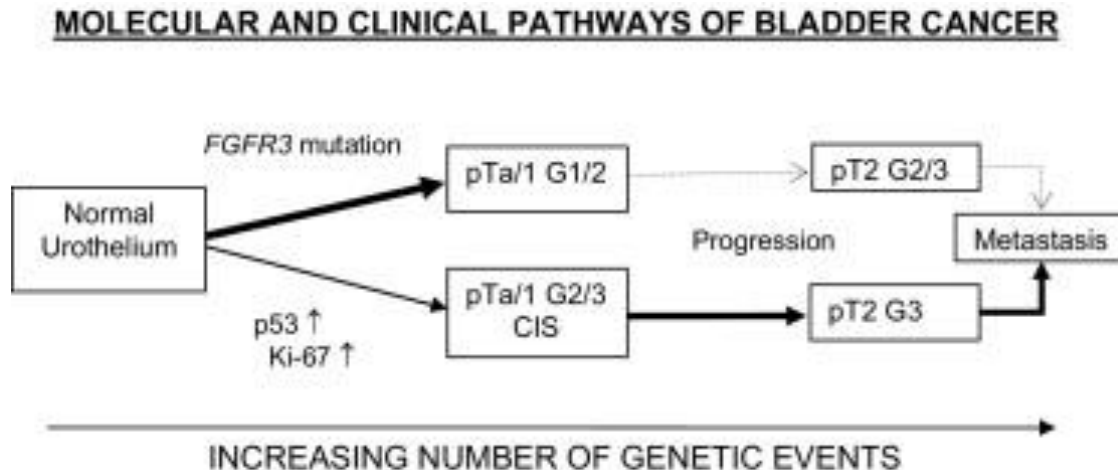 MOLECULAR AND CLINICAL PATHWAYS OF BLADDER CANCER
FGFR3 mutation
pTa/1 G1/2
pT2 G2/3
Normal
Urothelium
Progression
Metastasis
pTa/1 G2/3
CIS
pT2 G3
p53 ↑
Ki-67 ↑
INCREASING NUMBER OF GENETIC EVENTS